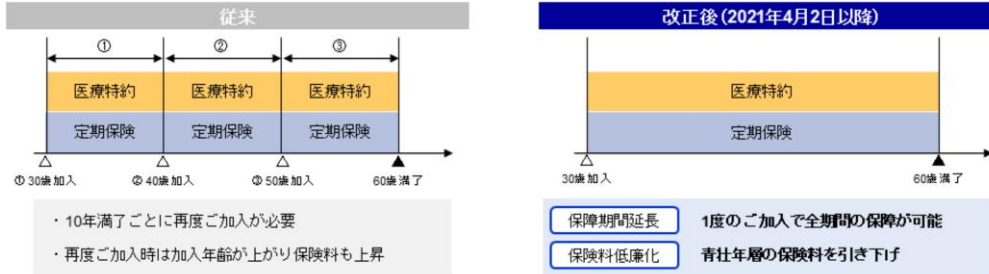 従来
① ② ③
医療特約 医療特約 医療特約
定期保険 定期保険 定期保険
①30歳加入 ②40歳加入 ③50歳加入 60歳満了
・10年満了ごとに再度ご加入が必要
・再度ご加入時は加入年齢が上がり保険料も上昇
改正後(2021年4月2日以降)
医療特約
定期保険
30歳加入 60歳満了
保障期間延長 1度のご加入で全期間の保障が可能
保険料低廉化 青壮年層の保険料を引き下げ